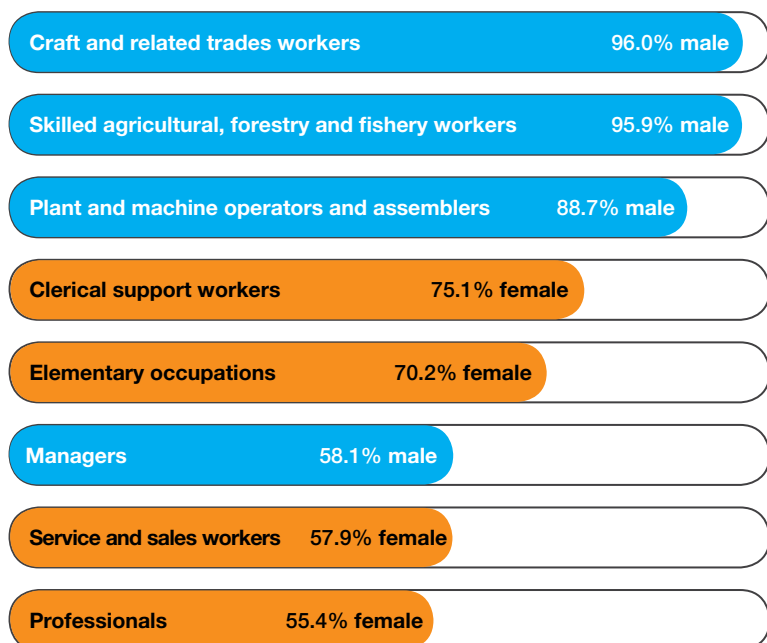 Craft and related trades workers 96.0% male
Skilled agricultural, forestry and fishery workers 95.9% male
Plant and machine operators and assemblers 88.7% male
Clerical support workers 75.1% female
Elementary occupations 70.2% female
Managers 58.1% male
Service and sales workers 57.9% female
Professionals 55.4% female